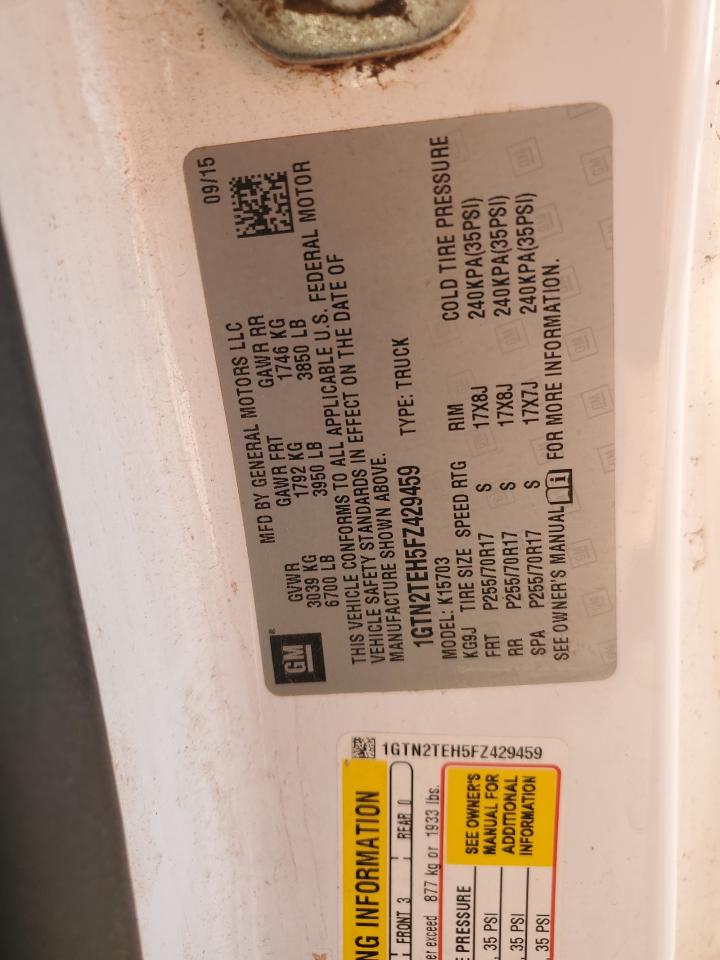 09/15
MFD BY GENERAL MOTORS LLC
GVWR GAWR FRT GAWR RR
3039 KG 1792 KG 1746 KG
6700 LB 3950 LB 3850 LB
THIS VEHICLE CONFORMS TO ALL APPLICABLE U.S. FEDERAL MOTOR
VEHICLE SAFETY STANDARDS IN EFFECT ON THE DATE OF
MANUFACTURE SHOWN ABOVE.
1GTN2TEH5FZ429459 TYPE: TRUCK
MODEL: K15703
KG9J TIRE SIZE SPEED RTG RIM COLD TIRE PRESSURE
FRT P255/70R17 S 17X8J 240KPA(35PSI)
RR P255/70R17 S 17X8J 240KPA(35PSI)
SPA P255/70R17 S 17X7J 240KPA(35PSI)
SEE OWNER'S MANUAL FOR MORE INFORMATION.
GM
1GTN2TEH5FZ429459
NG INFORMATION
FRONT 3 REAR 0
er exceed 877 kg or 1933 lbs.
E PRESSURE
, 35 PSI
, 35 PSI
, 35 PSI
SEE OWNER'S
MANUAL FOR
ADDITIONAL
INFORMATION